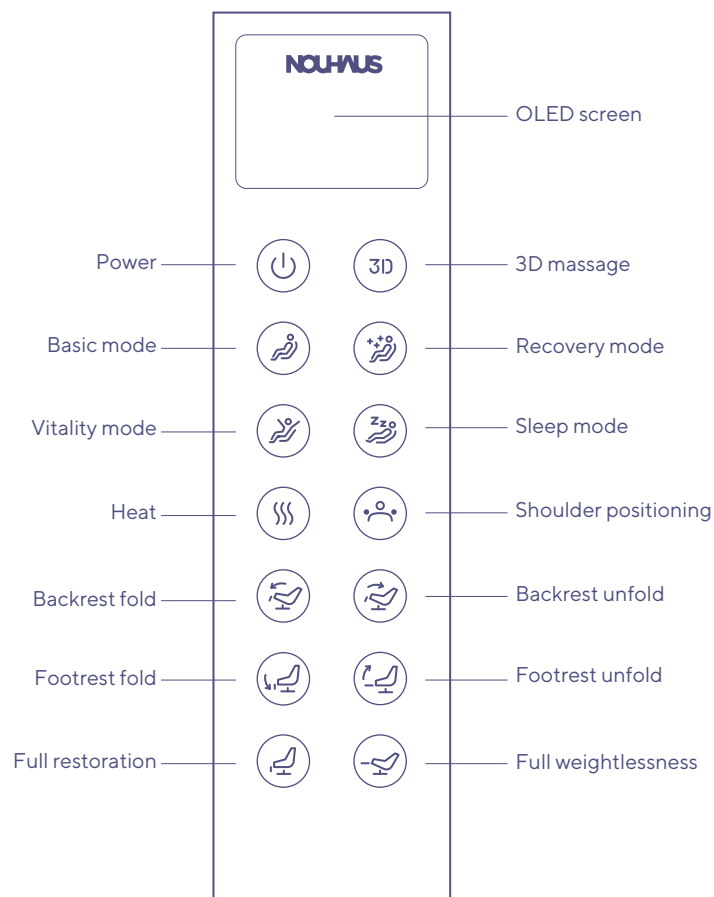 NOUHAUS
OLED screen
Power
3D
3D massage
Basic mode
Recovery mode
Vitality mode
zzz
Sleep mode
Heat
Shoulder positioning
Backrest fold
Backrest unfold
Footrest fold
Footrest unfold
Full restoration
Full weightlessness